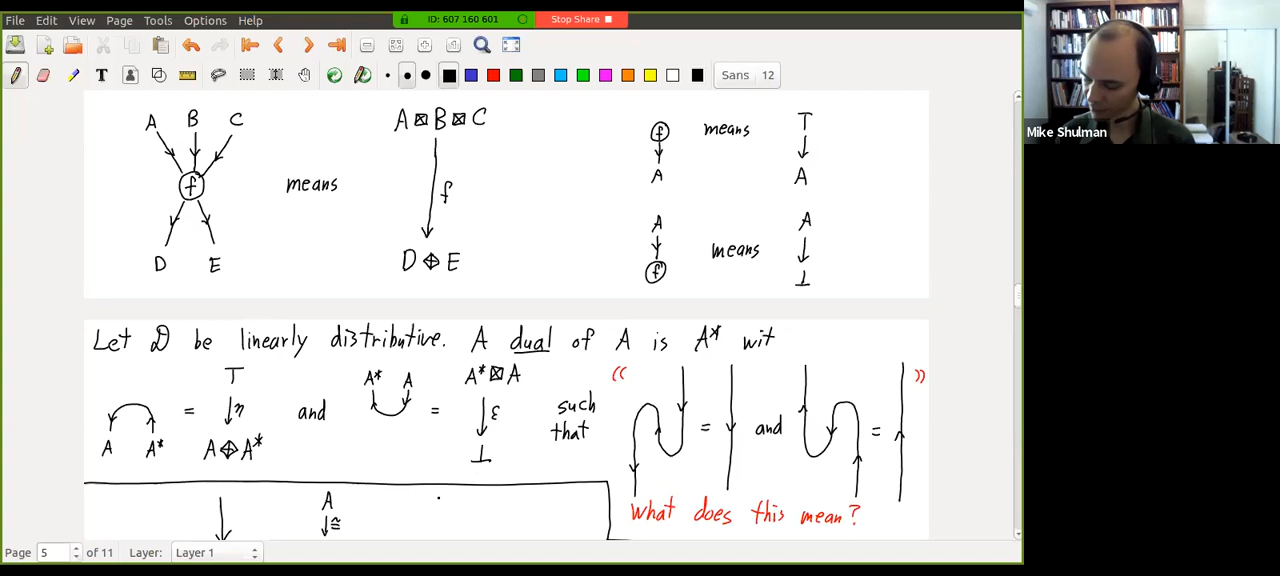 File Edit View Page Tools Options Help
ID: 607 160 601 Stop Share
Sans 12
Mike Shulman
A B C A ⊠ B ⊠ C
f means f
D E D ⟴ E
f means T
A A
A means A
f ⊥
Let D be linearly distributive. A dual of A is A* wit
A A* = T η A ⟴ A* and A* A = A* ⊠ A ε ⊥ such that “ = and = ”
What does this mean?
A
≅
Page 5 of 11 Layer: Layer 1